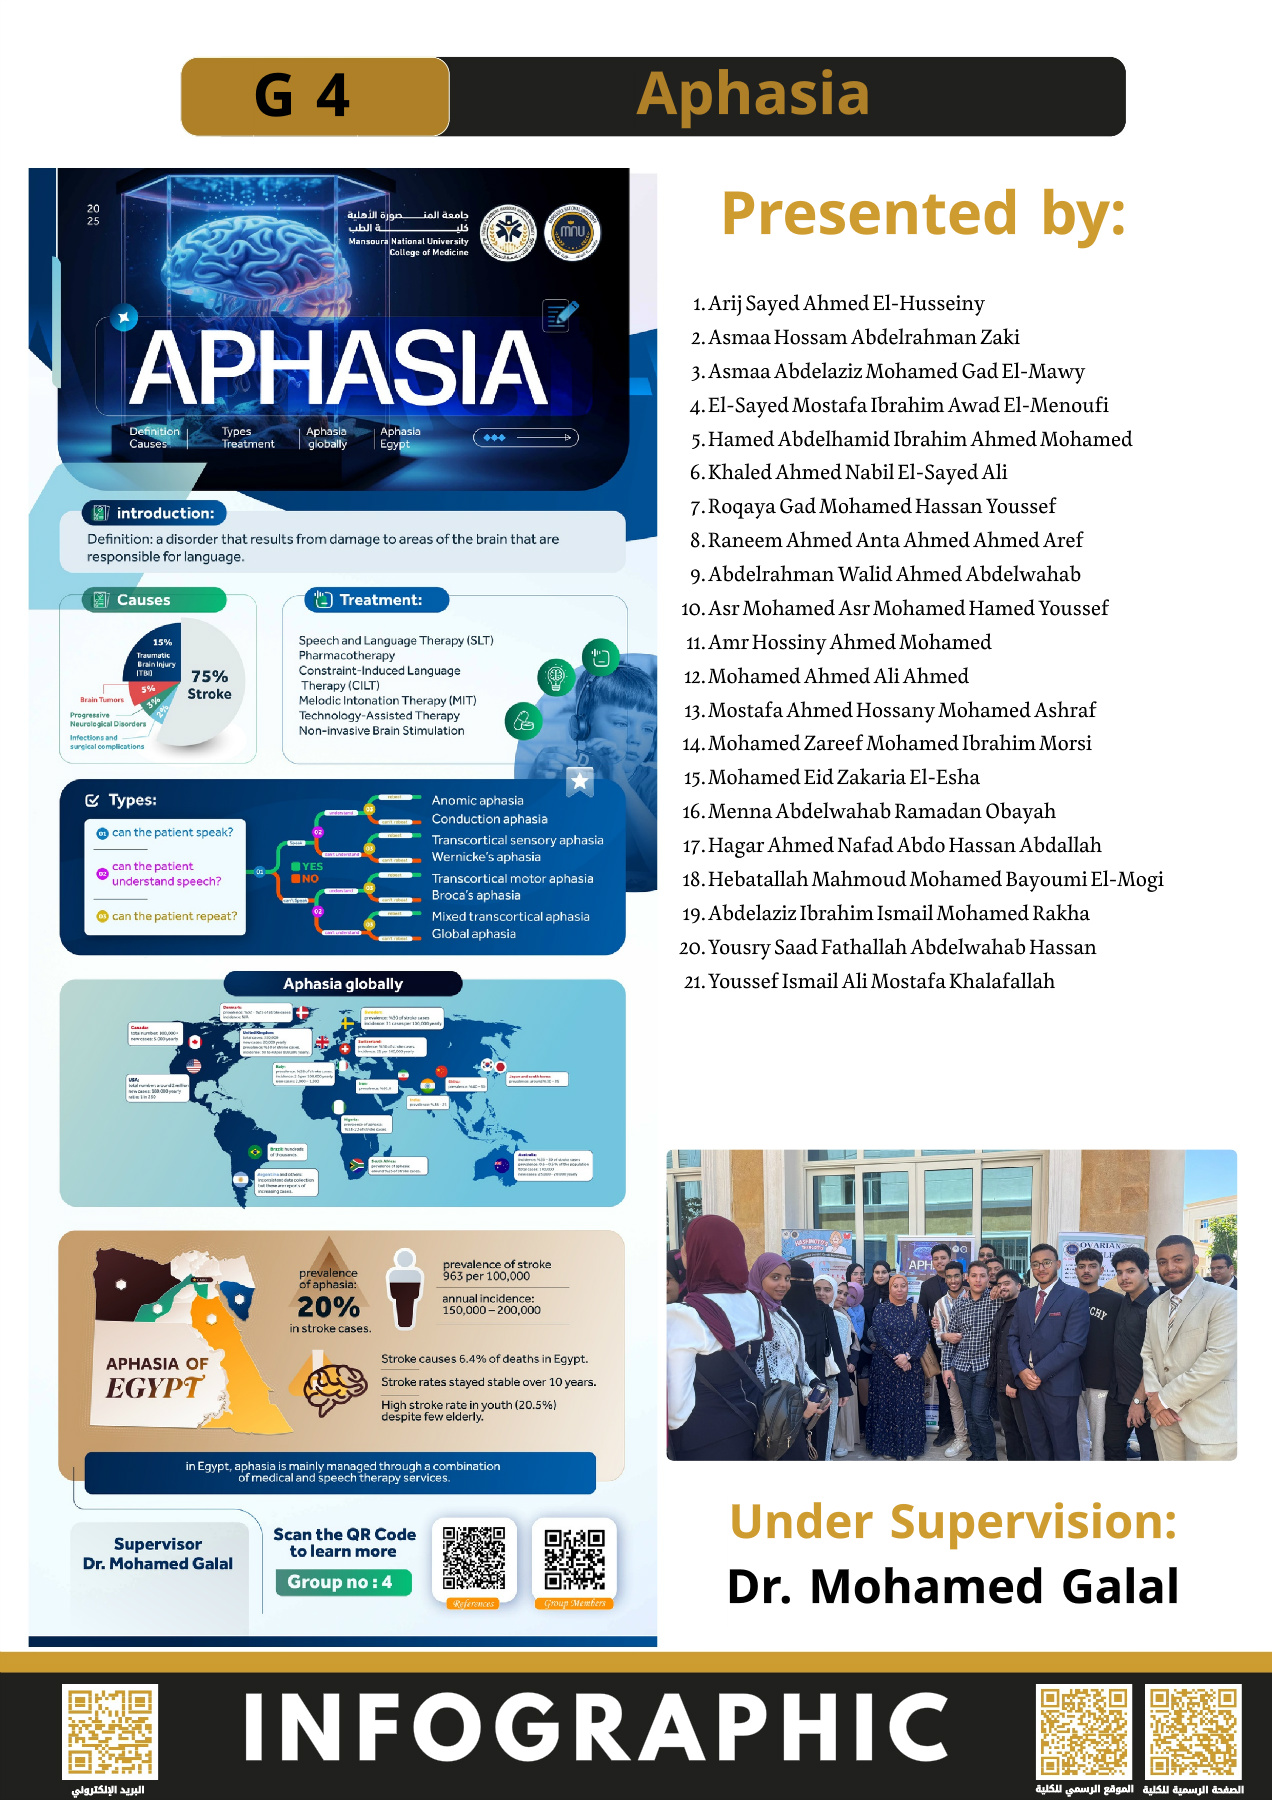 G 4
Aphasia
20
25
جامعة المنـــــصورة الأهلية
كليـــــــــــة الطب
Mansoura National University
College of Medicine
APHASIA
Definition
Causes
Types
Treatment
Aphasia
globally
Aphasia
Egypt
introduction:
Definition: a disorder that results from damage to areas of the brain that are
responsible for language.
Causes
15%
Traumatic
Brain Injury
(TBI)
75%
Stroke
5%
3%
2%
Brain Tumors
Progressive
Neurological Disorders
Infections and
surgical complications
Treatment:
Speech and Language Therapy (SLT)
Pharmacotherapy
Constraint-Induced Language
Therapy (CILT)
Melodic Intonation Therapy (MIT)
Technology-Assisted Therapy
Non-invasive Brain Stimulation
Types:
01 can the patient speak?
02 can the patient
understand speech?
03 can the patient repeat?
YES
NO
Anomic aphasia
Conduction aphasia
Transcortical sensory aphasia
Wernicke's aphasia
Transcortical motor aphasia
Broca's aphasia
Mixed transcortical aphasia
Global aphasia
Aphasia globally
APHASIA OF
EGYPT
prevalence
of aphasia:
20%
in stroke cases.
prevalence of stroke
963 per 100,000
annual incidence:
150,000 – 200,000
Stroke causes 6.4% of deaths in Egypt.
Stroke rates stayed stable over 10 years.
High stroke rate in youth (20.5%)
despite few elderly.
in Egypt, aphasia is mainly managed through a combination
of medical and speech therapy services.
Supervisor
Dr. Mohamed Galal
Scan the QR Code
to learn more
Group no : 4
References
Group Members
Presented by:
1. Arij Sayed Ahmed El-Husseiny
2. Asmaa Hossam Abdelrahman Zaki
3. Asmaa Abdelaziz Mohamed Gad El-Mawy
4. El-Sayed Mostafa Ibrahim Awad El-Menoufi
5. Hamed Abdelhamid Ibrahim Ahmed Mohamed
6. Khaled Ahmed Nabil El-Sayed Ali
7. Roqaya Gad Mohamed Hassan Youssef
8. Raneem Ahmed Anta Ahmed Ahmed Aref
9. Abdelrahman Walid Ahmed Abdelwahab
10. Asr Mohamed Asr Mohamed Hamed Youssef
11. Amr Hossiny Ahmed Mohamed
12. Mohamed Ahmed Ali Ahmed
13. Mostafa Ahmed Hossany Mohamed Ashraf
14. Mohamed Zareef Mohamed Ibrahim Morsi
15. Mohamed Eid Zakaria El-Esha
16. Menna Abdelwahab Ramadan Obayah
17. Hagar Ahmed Nafad Abdo Hassan Abdallah
18. Hebatallah Mahmoud Mohamed Bayoumi El-Mogi
19. Abdelaziz Ibrahim Ismail Mohamed Rakha
20. Yousry Saad Fathallah Abdelwahab Hassan
21. Youssef Ismail Ali Mostafa Khalafallah
Under Supervision:
Dr. Mohamed Galal
INFOGRAPHIC
البريد الإلكتروني
الموقع الرسمي للكلية
الصفحة الرسمية للكلية